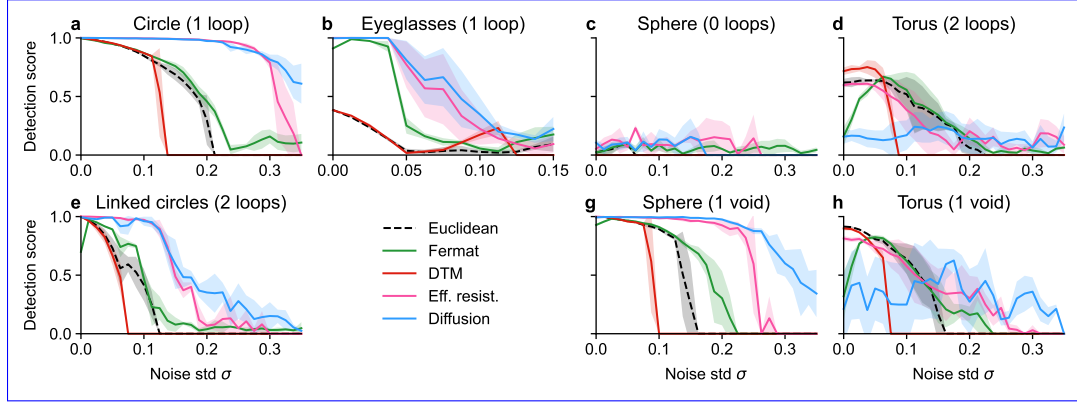 a Circle (1 loop)
b Eyeglasses (1 loop)
c Sphere (0 loops)
d Torus (2 loops)
Detection score
1.0
0.5
0.0
0.0 0.1 0.2 0.3
0.00 0.05 0.10 0.15
0.0 0.1 0.2 0.3
0.0 0.1 0.2 0.3
e Linked circles (2 loops)
g Sphere (1 void)
h Torus (1 void)
Detection score
1.0
0.5
0.0
0.0 0.1 0.2 0.3
Noise std σ
Euclidean
Fermat
DTM
Eff. resist.
Diffusion
0.0 0.1 0.2 0.3
Noise std σ
0.0 0.1 0.2 0.3
Noise std σ